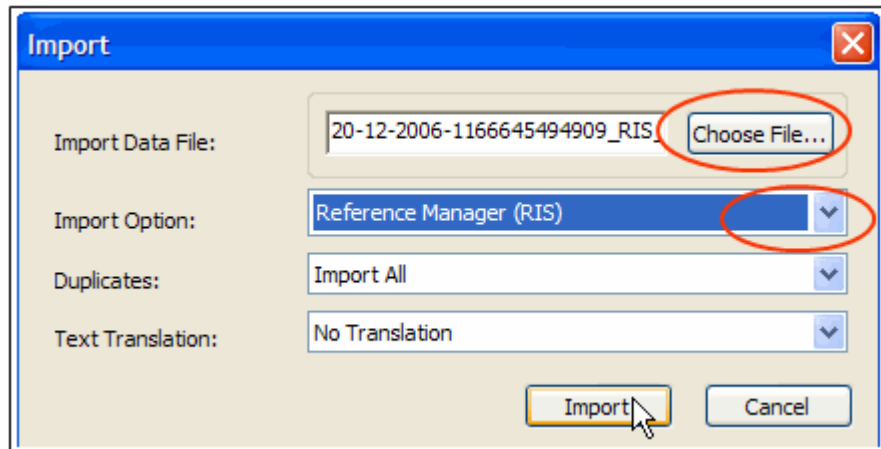 Import
Import Data File: 20-12-2006-1166645494909_RIS_ Choose File...
Import Option: Reference Manager (RIS)
Duplicates: Import All
Text Translation: No Translation
Import Cancel